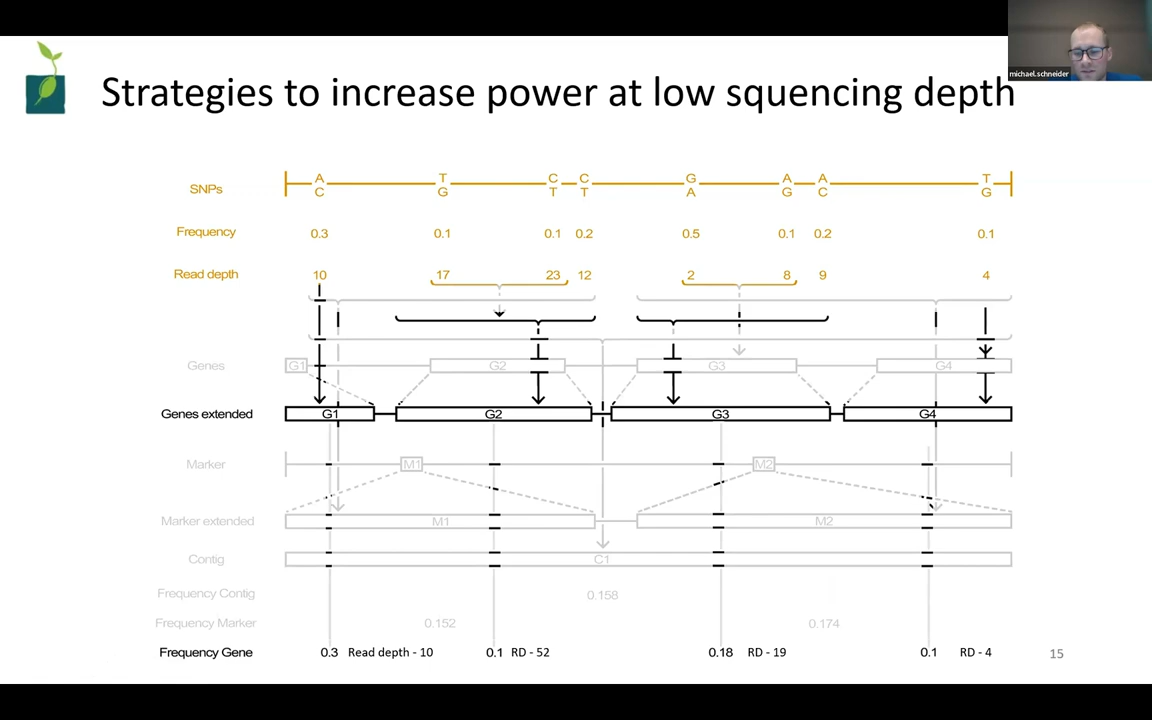 michael.schneider
Strategies to increase power at low squencing depth
A T C C G A A T
SNPs
C G T T A G C G
Frequency 0.3 0.1 0.1 0.2 0.5 0.1 0.2 0.1
Read depth 10 17 23 12 2 8 9 4
Genes G1 G2 G3 G4
Genes extended G1 G2 G3 G4
Marker M1 M2
Marker extended M1 M2
Contig C1
Frequency Contig 0.158
Frequency Marker 0.152 0.174
Frequency Gene 0.3 Read depth - 10 0.1 RD - 52 0.18 RD - 19 0.1 RD - 4
15